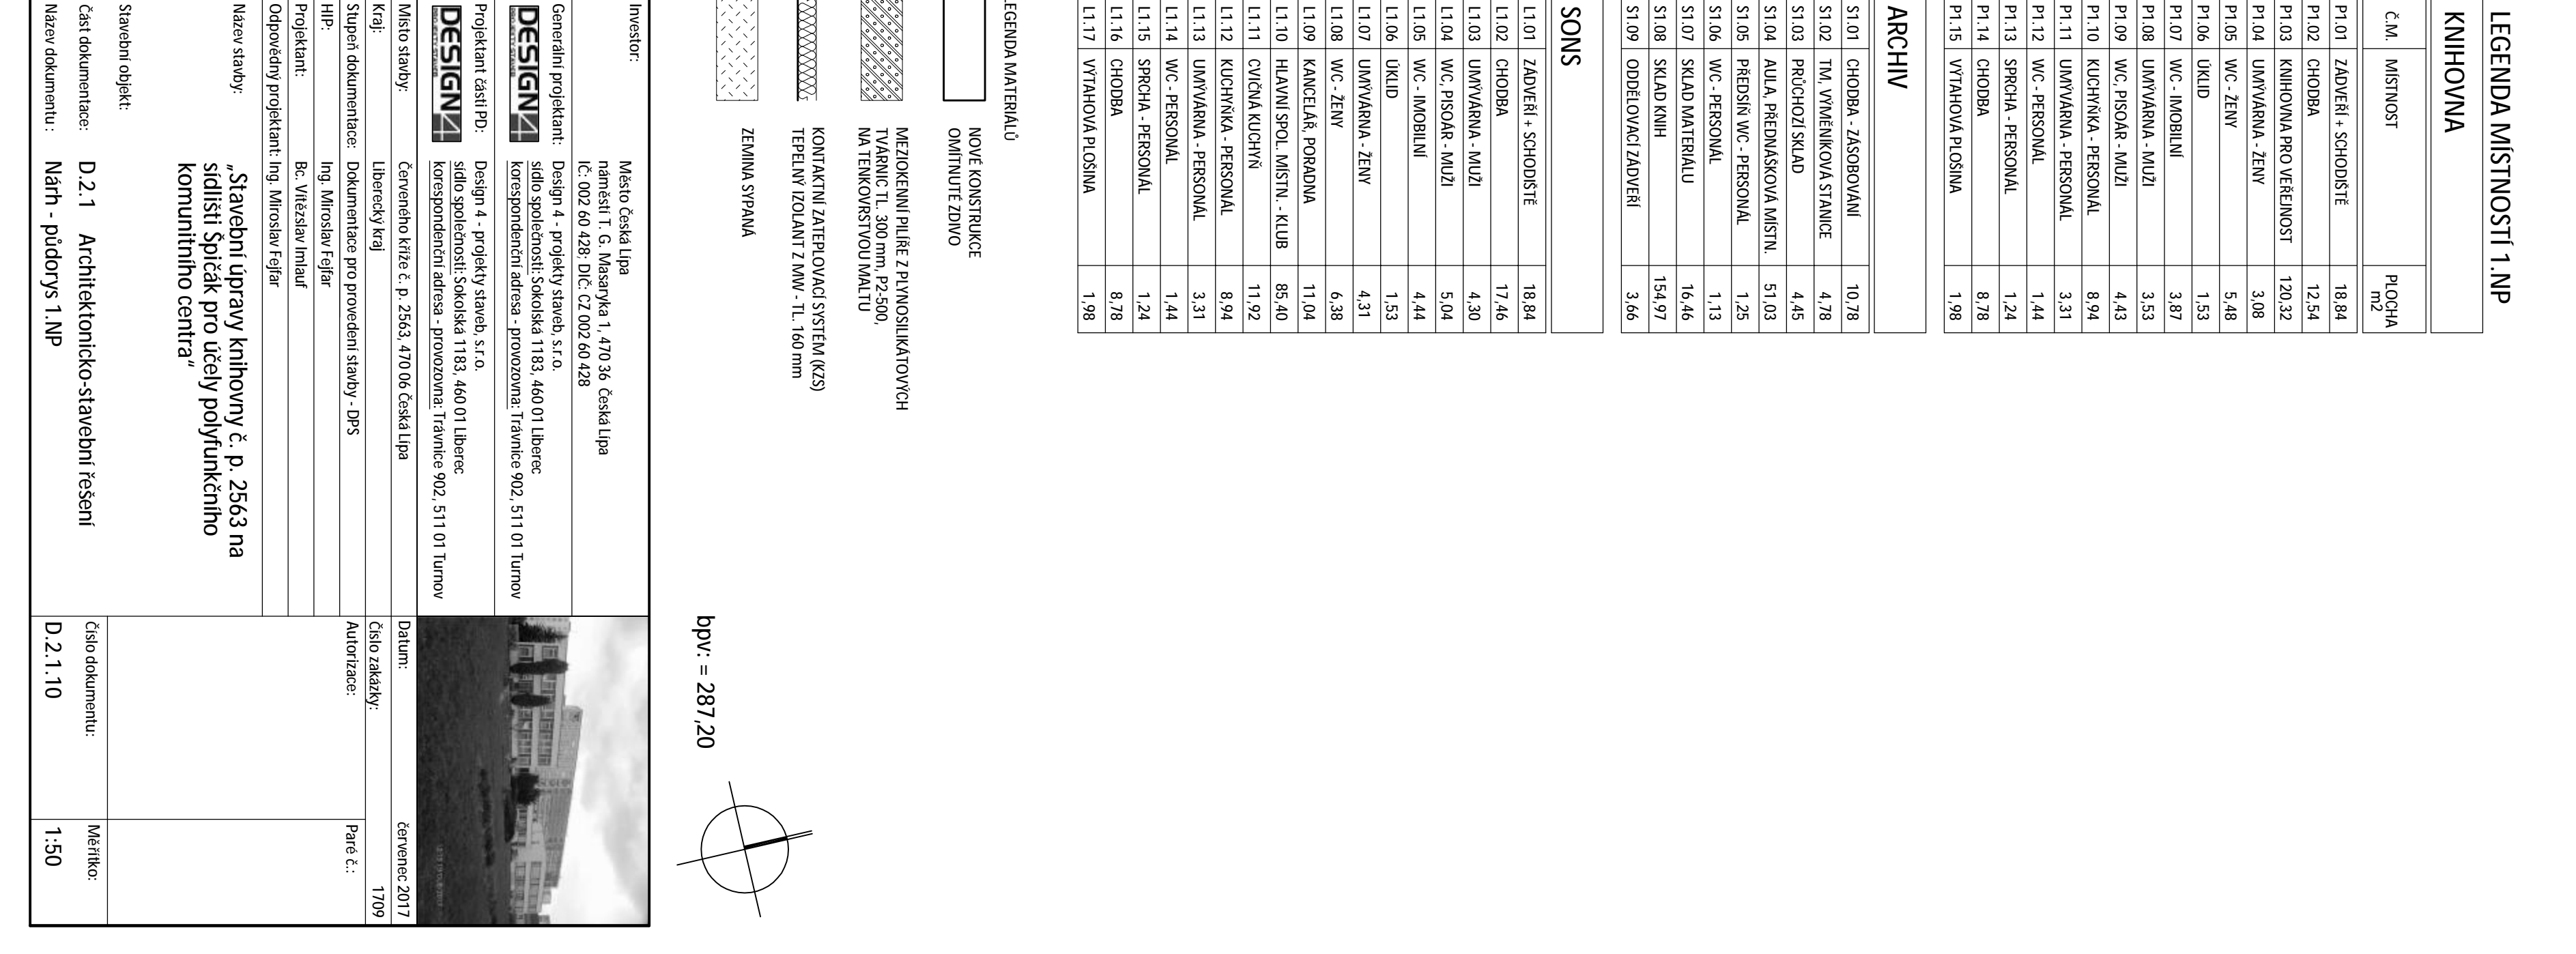 LEGENDA MÍSTNOSTÍ 1.NP
KNIHOVNA
Č.M. MÍSTNOST PLOCHA m2
P1.01 ZÁDVEŘÍ + SCHODIŠTĚ 18,84
P1.02 CHODBA 12,54
P1.03 KNIHOVNA PRO VEŘEJNOST 120,32
P1.04 UMÝVÁRNA - ŽENY 3,08
P1.05 WC - ŽENY 5,48
P1.06 ÚKLID 1,53
P1.07 WC - IMOBILNÍ 3,87
P1.08 UMÝVÁRNA - MUŽI 3,53
P1.09 WC, PISOÁR - MUŽI 4,43
P1.10 KUCHYŇKA - PERSONÁL 8,94
P1.11 UMÝVÁRNA - PERSONÁL 3,31
P1.12 WC - PERSONÁL 1,44
P1.13 SPRCHA - PERSONÁL 1,24
P1.14 CHODBA 8,78
P1.15 VÝTAHOVÁ PLOŠINA 1,98
ARCHIV
S1.01 CHODBA - ZÁSOBOVÁNÍ 10,78
S1.02 TM, VÝMĚNÍKOVÁ STANICE 4,78
S1.03 PRŮCHOZÍ SKLAD 4,45
S1.04 AULA, PŘEDNÁŠKOVÁ MÍSTN. 51,03
S1.05 PŘEDSÍŇ WC - PERSONÁL 1,25
S1.06 WC - PERSONÁL 1,13
S1.07 SKLAD MATERIÁLU 16,46
S1.08 SKLAD KNIH 154,97
S1.09 ODDĚLOVACÍ ZÁDVEŘÍ 3,66
SONS
L1.01 ZÁDVEŘÍ + SCHODIŠTĚ 18,84
L1.02 CHODBA 17,46
L1.03 UMÝVÁRNA - MUŽI 4,30
L1.04 WC, PISOÁR - MUŽI 5,04
L1.05 WC - IMOBILNÍ 4,44
L1.06 ÚKLID 1,53
L1.07 UMÝVÁRNA - ŽENY 4,31
L1.08 WC - ŽENY 6,38
L1.09 KANCELÁŘ, PORADNA 11,04
L1.10 HLAVNÍ SPOL. MÍSTN. - KLUB 85,40
L1.11 CVIČNÁ KUCHYŇ 11,92
L1.12 KUCHYŇKA - PERSONÁL 8,94
L1.13 UMÝVÁRNA - PERSONÁL 3,31
L1.14 WC - PERSONÁL 1,44
L1.15 SPRCHA - PERSONÁL 1,24
L1.16 CHODBA 8,78
L1.17 VÝTAHOVÁ PLOŠINA 1,98
LEGENDA MATERIÁLŮ
NOVÉ KONSTRUKCE
OMÍTNUTÉ ZDIVO
MEZIOKENNÍ PILÍŘE Z PLYNOSILIKÁTOVÝCH
TVÁRNIC TL. 300 mm, P2-500,
NA TENKOVRSTVOU MALTU
KONTAKTNÍ ZATEPLOVACÍ SYSTÉM (KZS)
TEPELNÝ IZOLANT Z MW - TL. 160 mm
ZEMINA SYPANÁ
bpv: = 287,20
Investor: Město Česká Lípa
náměstí T. G. Masaryka 1, 470 36 Česká Lípa
IČ: 002 60 428; DIČ: CZ 002 60 428
Generální projektant: Design 4 - projekty staveb, s.r.o.
sídlo společnosti: Sokolská 1183, 460 01 Liberec
korespondenční adresa - provozovna: Trávnice 902, 511 01 Turnov
DESIGN4
PROJEKTY STAVEB
Projektant části PD: Design 4 - projekty staveb, s.r.o.
sídlo společnosti: Sokolská 1183, 460 01 Liberec
korespondenční adresa - provozovna: Trávnice 902, 511 01 Turnov
DESIGN4
PROJEKTY STAVEB
Místo stavby: Červeného kříže č. p. 2563, 470 06 Česká Lípa
Datum: červenec 2017
Kraj: Liberecký kraj
Číslo zakázky: 1709
Stupeň dokumentace: Dokumentace pro provedení stavby - DPS
Autorizace: Paré č.:
HIP: Ing. Miroslav Fejfar
Projektant: Bc. Vítězslav Imlauf
Odpovědný projektant: Ing. Miroslav Fejfar
Název stavby: „Stavební úpravy knihovny č. p. 2563 na
sídlišti Špičák pro účely polyfunkčního
komunitního centra“
Stavební objekt:
Část dokumentace: D.2.1 Architektonicko-stavební řešení
Číslo dokumentu: Měřítko:
Název dokumentu: Nárh - půdorys 1.NP
D.2.1.10 1:50